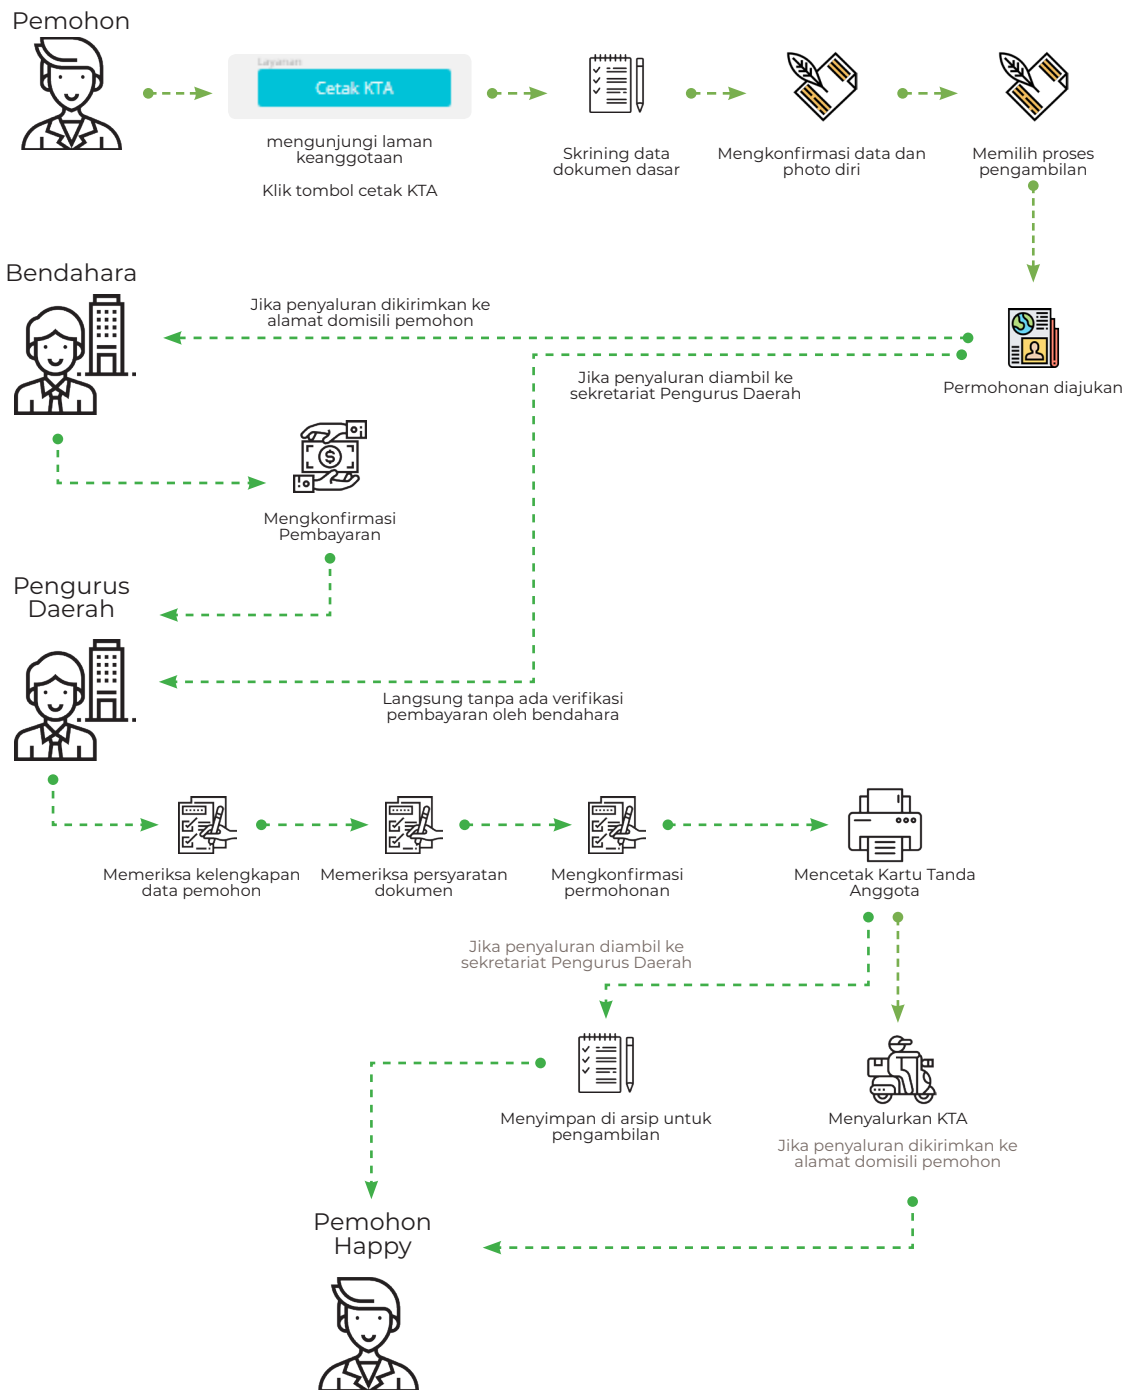 Pemohon
Layanan
Cetak KTA
mengunjungi laman
keanggotaan
Klik tombol cetak KTA
Skrining data
dokumen dasar
Mengkonfirmasi data dan
photo diri
Memilih proses
pengambilan
Bendahara
Jika penyaluran dikirimkan ke
alamat domisili pemohon
Jika penyaluran diambil ke
sekretariat Pengurus Daerah
Permohonan diajukan
Mengkonfirmasi
Pembayaran
Pengurus
Daerah
Langsung tanpa ada verifikasi
pembayaran oleh bendahara
Memeriksa kelengkapan
data pemohon
Memeriksa persyaratan
dokumen
Mengkonfirmasi
permohonan
Mencetak Kartu Tanda
Anggota
Jika penyaluran diambil ke
sekretariat Pengurus Daerah
Menyimpan di arsip untuk
pengambilan
Menyalurkan KTA
Jika penyaluran dikirimkan ke
alamat domisili pemohon
Pemohon
Happy